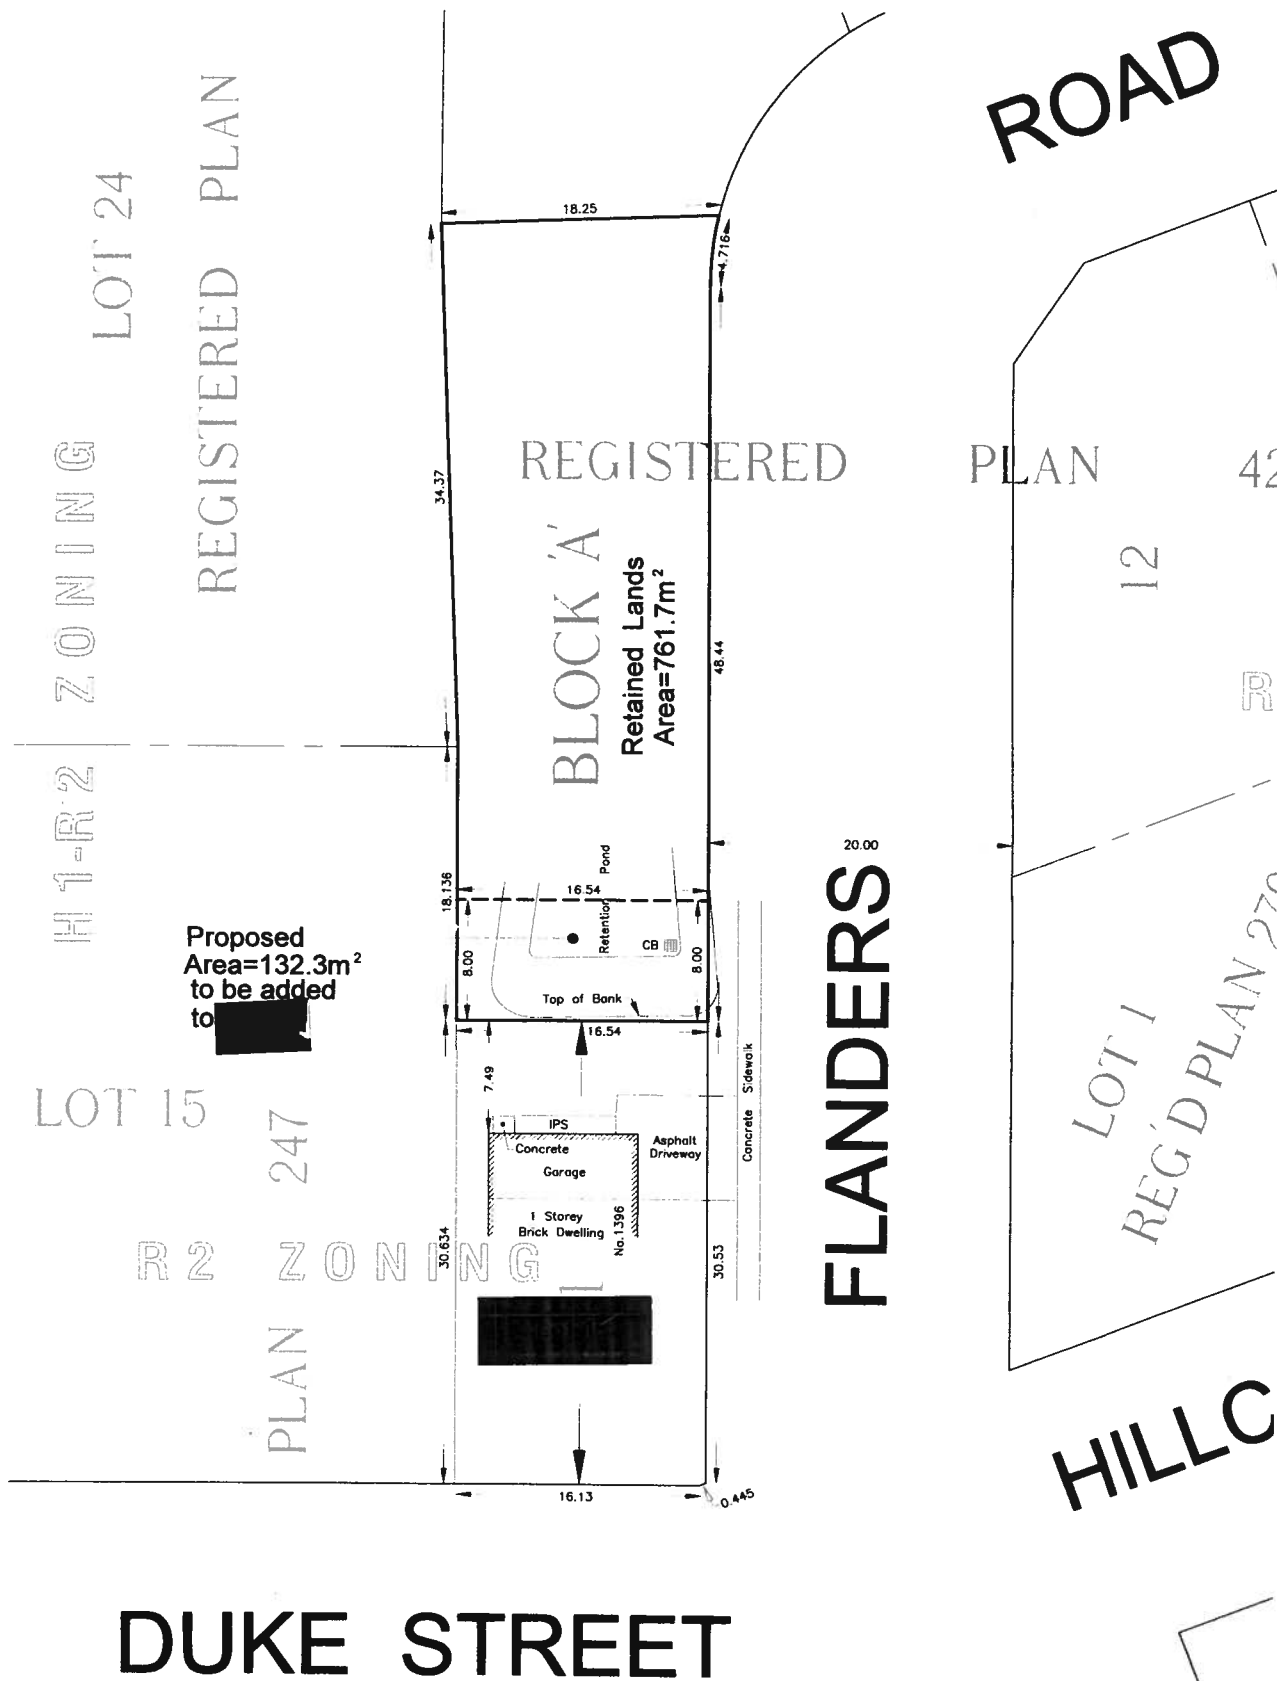 ROAD
LOT 24
REGISTERED PLAN
18.25
4.716
H1-R2 ZONING
34.37
REGISTERED PLAN 42
BLOCK 'A'
Retained Lands
Area=761.7m²
48.44
12
R
18.136
16.54
Retention Pond
CB
8.00
8.00
Top of Bank
16.54
20.00
Proposed
Area=132.3m²
to be added
to
FLANDERS
LOT 1
REG'D PLAN
LOT 15
PLAN 247
R2 ZONING
7.49
IPS
Concrete
Garage
Asphalt
Driveway
Concrete Sidewalk
1 Storey
Brick Dwelling
No.1396
30.634
30.53
1
16.13
0.445
HILLC
DUKE STREET